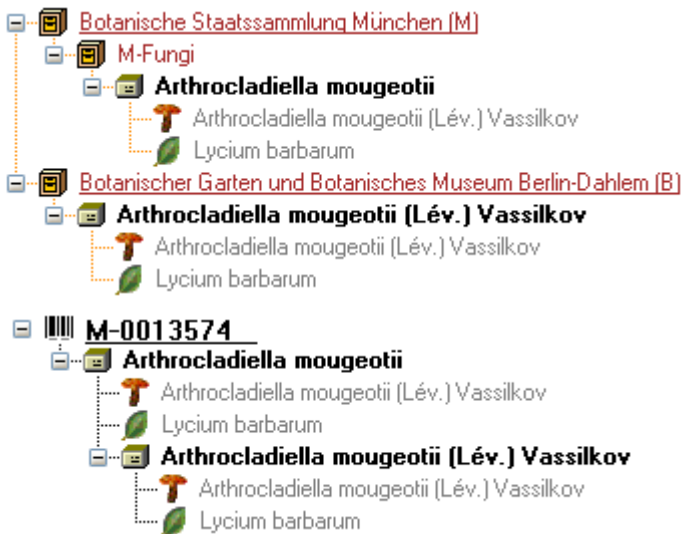 Botanische Staatssammlung München (M)
M-Fungi
Arthrocladiella mougeotii
Arthrocladiella mougeotii (Lév.) Vassilkov
Lycium barbarum
Botanischer Garten und Botanisches Museum Berlin-Dahlem (B)
Arthrocladiella mougeotii (Lév.) Vassilkov
Arthrocladiella mougeotii (Lév.) Vassilkov
Lycium barbarum
M-0013574
Arthrocladiella mougeotii
Arthrocladiella mougeotii (Lév.) Vassilkov
Lycium barbarum
Arthrocladiella mougeotii (Lév.) Vassilkov
Arthrocladiella mougeotii (Lév.) Vassilkov
Lycium barbarum